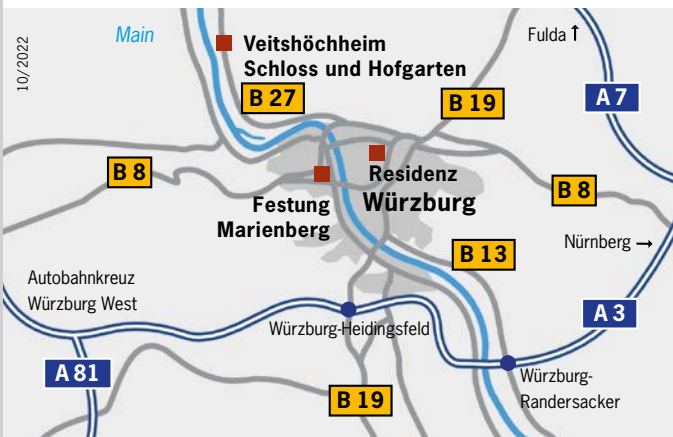 10/2022
Main
Fulda ↑
Veitshöchheim
Schloss und Hofgarten
B 27
B 19
A 7
B 8
Residenz
Würzburg
B 8
Festung
Marienberg
B 13
Nürnberg →
Autobahnkreuz
Würzburg West
A 3
Würzburg-Heidingsfeld
A 81
B 19
Würzburg-
Randersacker